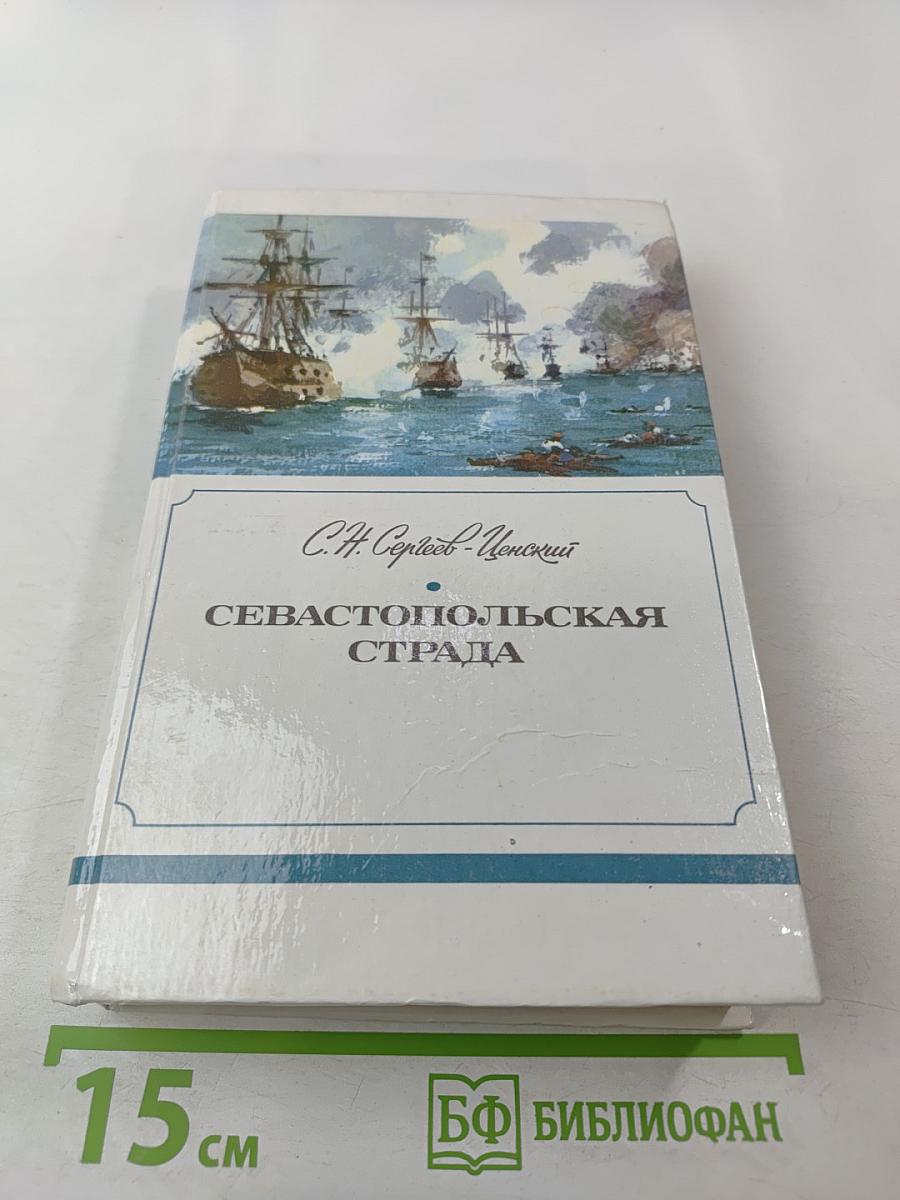 С. Н. Сергеев-Ценский
СЕВАСТОПОЛЬСКАЯ
СТРАДА
15 см
БФ БИБЛИОФАН